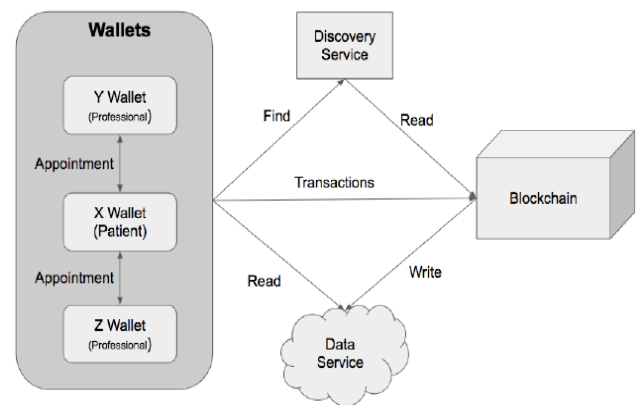 Wallets
Y Wallet
(Professional)
Appointment
X Wallet
(Patient)
Appointment
Z Wallet
(Professional)
Discovery
Service
Find
Read
Transactions
Blockchain
Read
Write
Data
Service